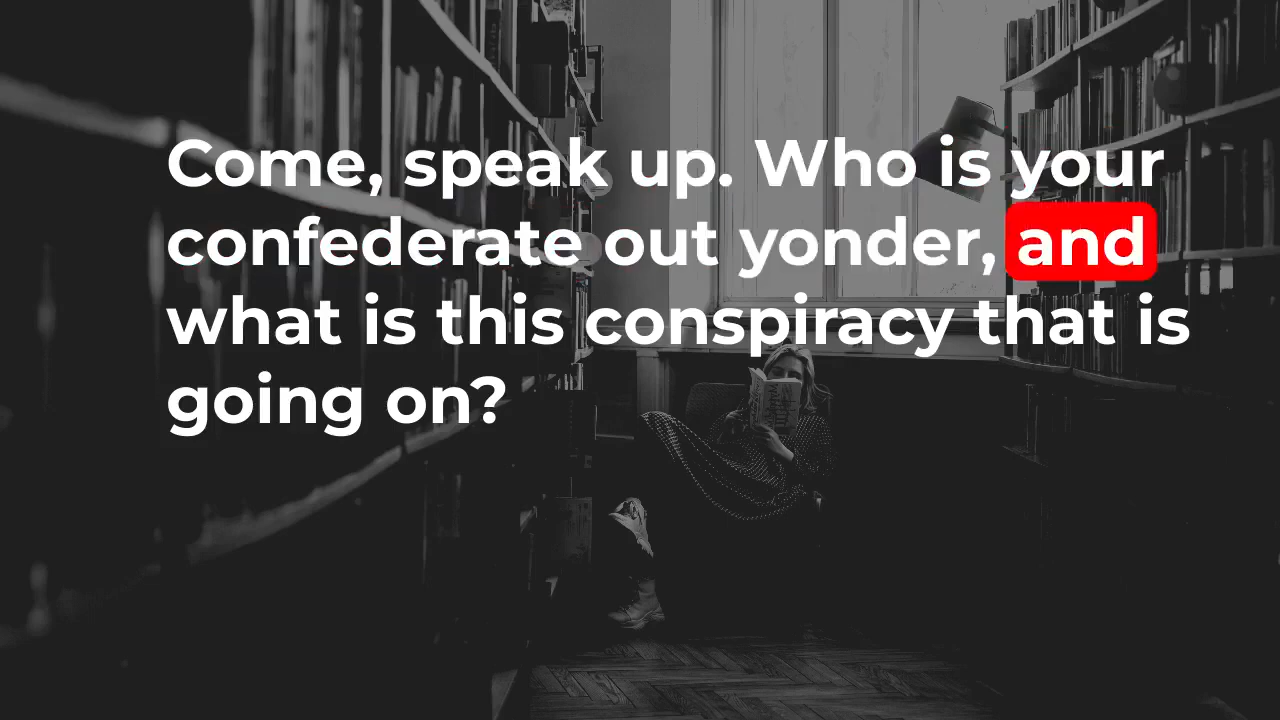 Come, speak up. Who is your
confederate out yonder, and
what is this conspiracy that is
going on?